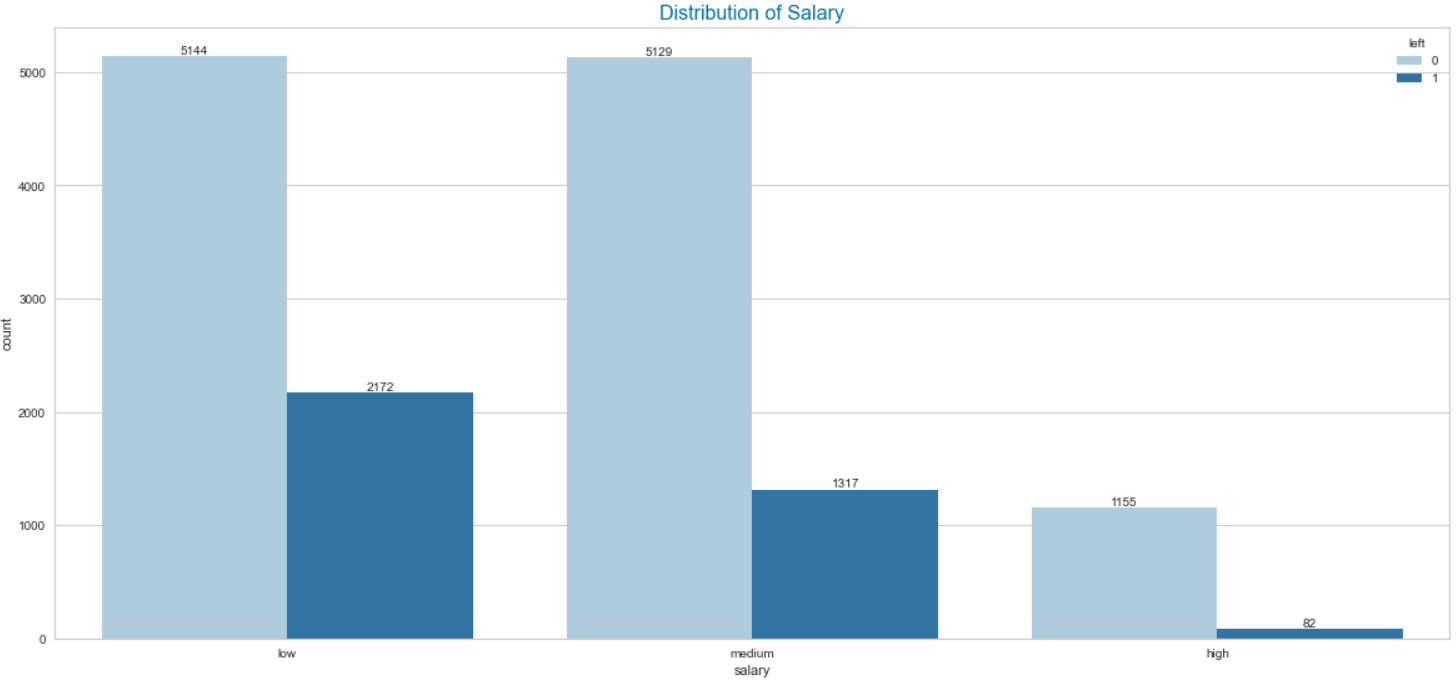 Distribution of Salary
left
0
1
5144
5129
2172
1317
1155
82
5000
4000
3000
2000
1000
0
count
low
medium
high
salary